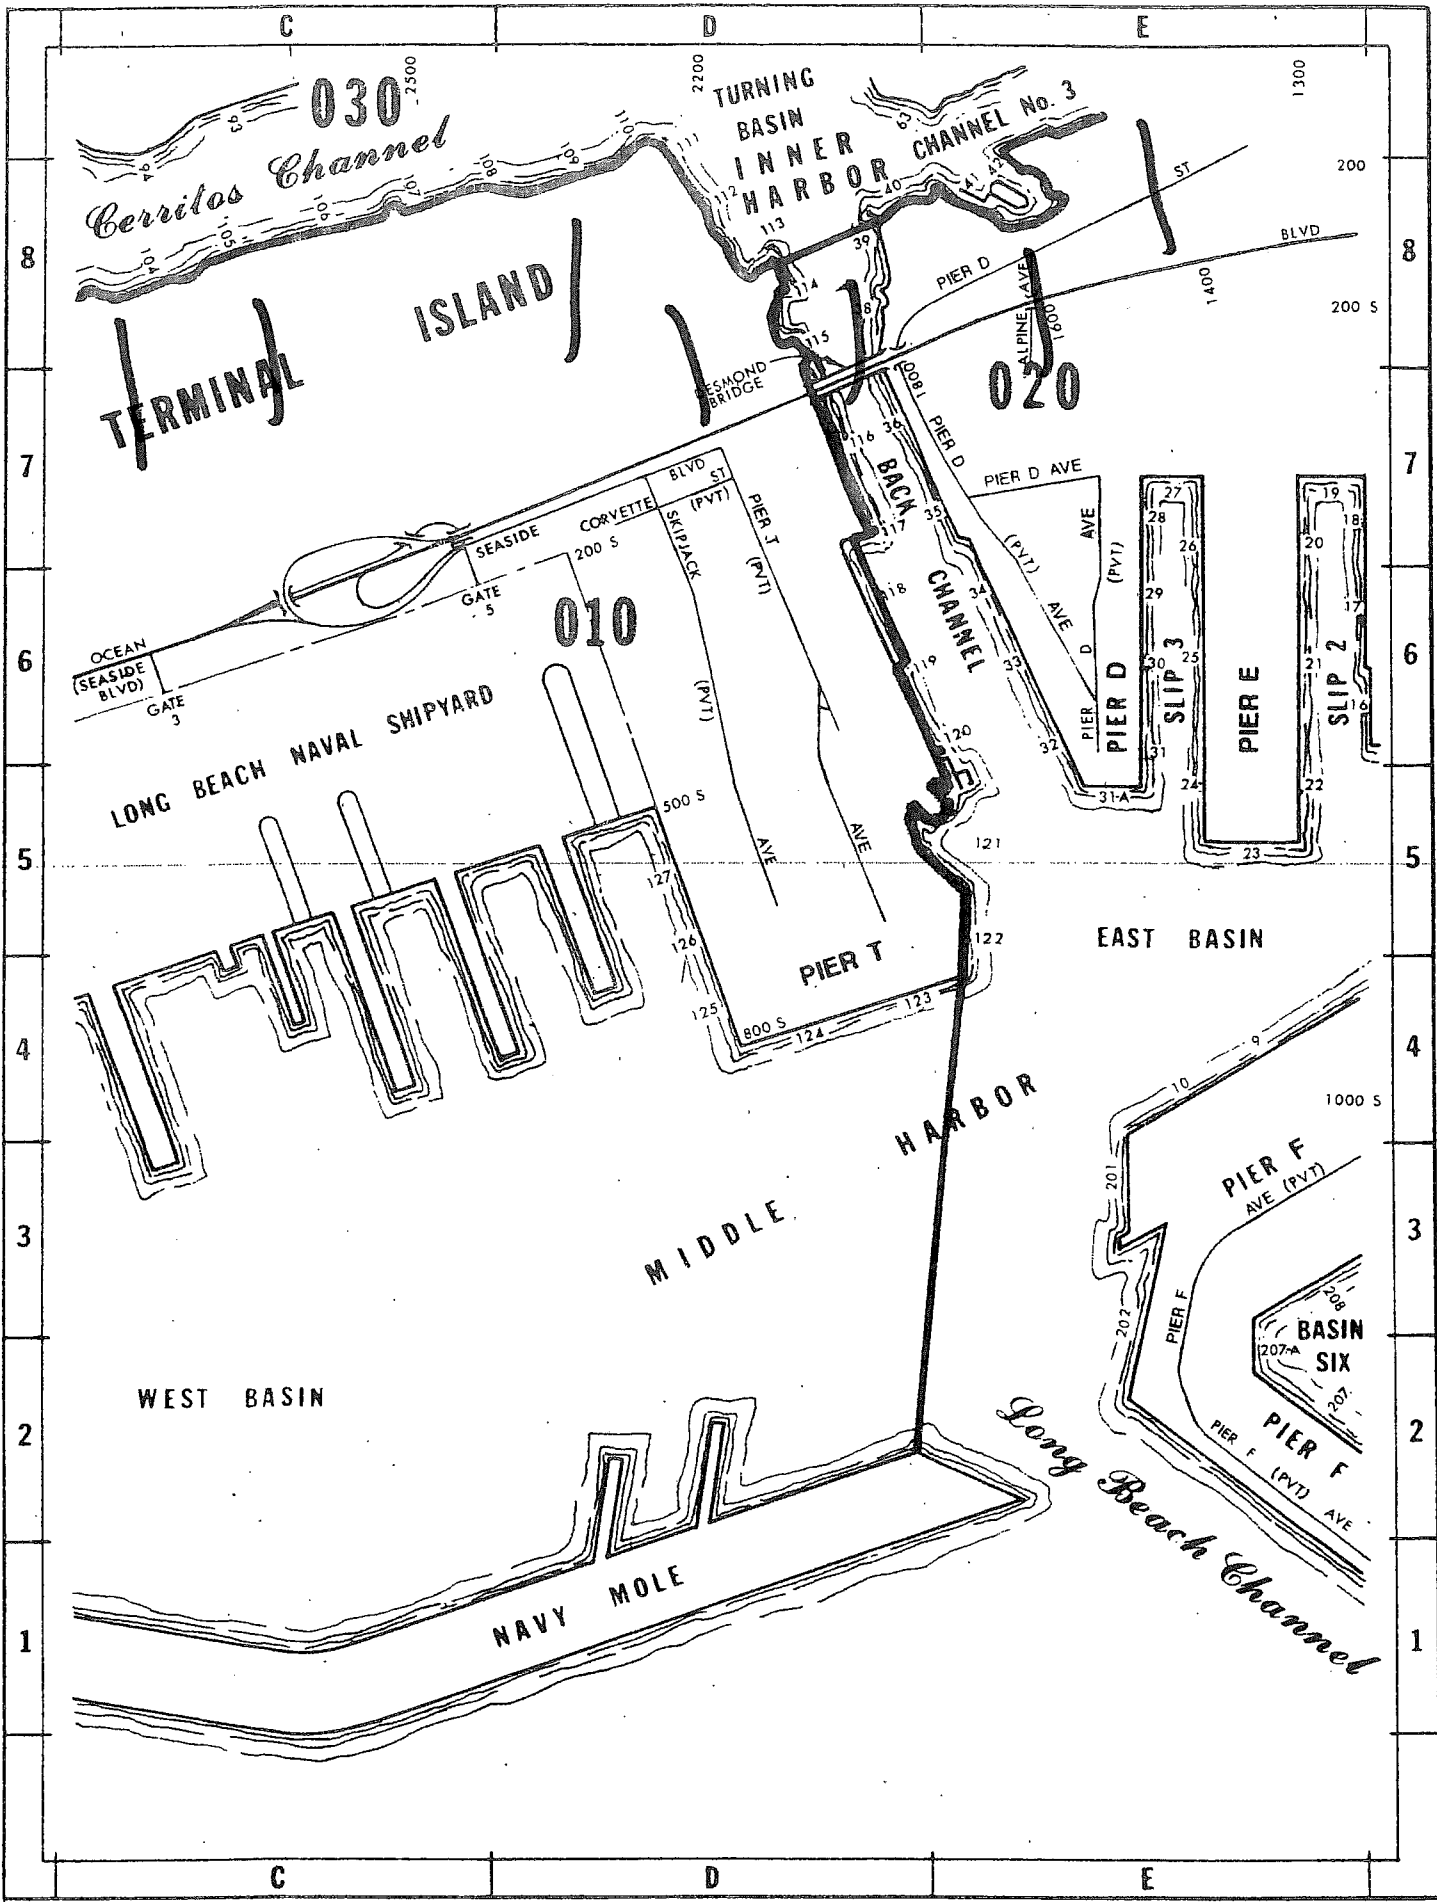 C
D
E
2500
2200
1300
030
93
94
Cerritos Channel
104
105
106
107
108
109
110
111
112
113
TURNING
BASIN
INNER
HARBOR
63
CHANNEL No. 3
40
41
42
39
200
ST
PIER D
BLVD
1400
200 S
8
8
TERMINAL ISLAND
114
115
38
ALPINE (AVE
1600
020
DESMOND
BRIDGE
1800
116
36
BACK
CHANNEL
PIER D
PIER D AVE
7
7
BLVD
ST
(PVT)
CORVETTE
SEASIDE
200 S
SKIPJACK
PIER T
(PVT)
117
35
(PVT)
AVE
AVE
(PVT)
27
28
26
19
18
20
GATE
5
010
118
34
29
17
OCEAN
(SEASIDE
BLVD)
GATE
3
6
6
119
33
30
SLIP 3
25
21
SLIP 2
16
(PVT)
PIER D
PIER D
PIER E
LONG BEACH NAVAL SHIPYARD
120
32
31
31-A
24
22
23
500 S
AVE
AVE
121
5
5
127
126
125
122
EAST BASIN
PIER T
800 S
124
123
4
4
9
10
1000 S
MIDDLE HARBOR
201
PIER F
AVE (PVT)
3
3
202
PIER F
208
BASIN
SIX
207-A
207
WEST BASIN
2
2
Long Beach Channel
PIER F
PIER F (PVT) AVE
NAVY MOLE
1
1
C
D
E